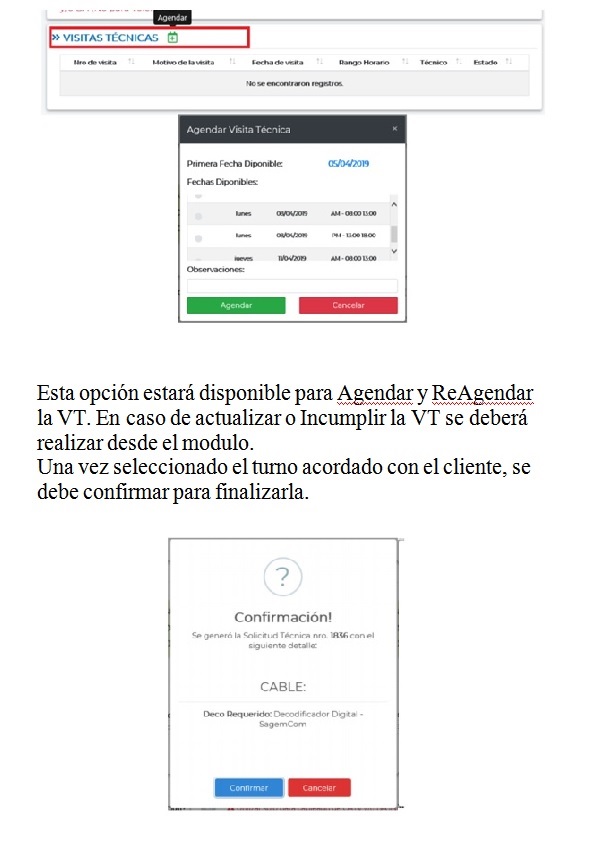 Agendar
» VISITAS TÉCNICAS
Nro de visita Motivo de la visita Fecha de visita Rango Horario Técnico Estado
No se encontraron registros.
Agendar Visita Técnica ×
Primera Fecha Diponible: 05/04/2019
Fechas Diponibles:
lunes 08/04/2019 AM - 08:00 13:00
lunes 08/04/2019 PM - 13:00 18:00
jueves 11/04/2019 AM - 08:00 13:00
Observaciones:
Agendar Cancelar
Esta opción estará disponible para Agendar y ReAgendar
la VT. En caso de actualizar o Incumplir la VT se deberá
realizar desde el modulo.
Una vez seleccionado el turno acordado con el cliente, se
debe confirmar para finalizarla.
?
Confirmación!
Se generó la Solicitud Técnica nro. 1836 con el
siguiente detalle:
CABLE:
Deco Requerido: Decodificador Digital -
SagemCom
Confirmar Cancelar